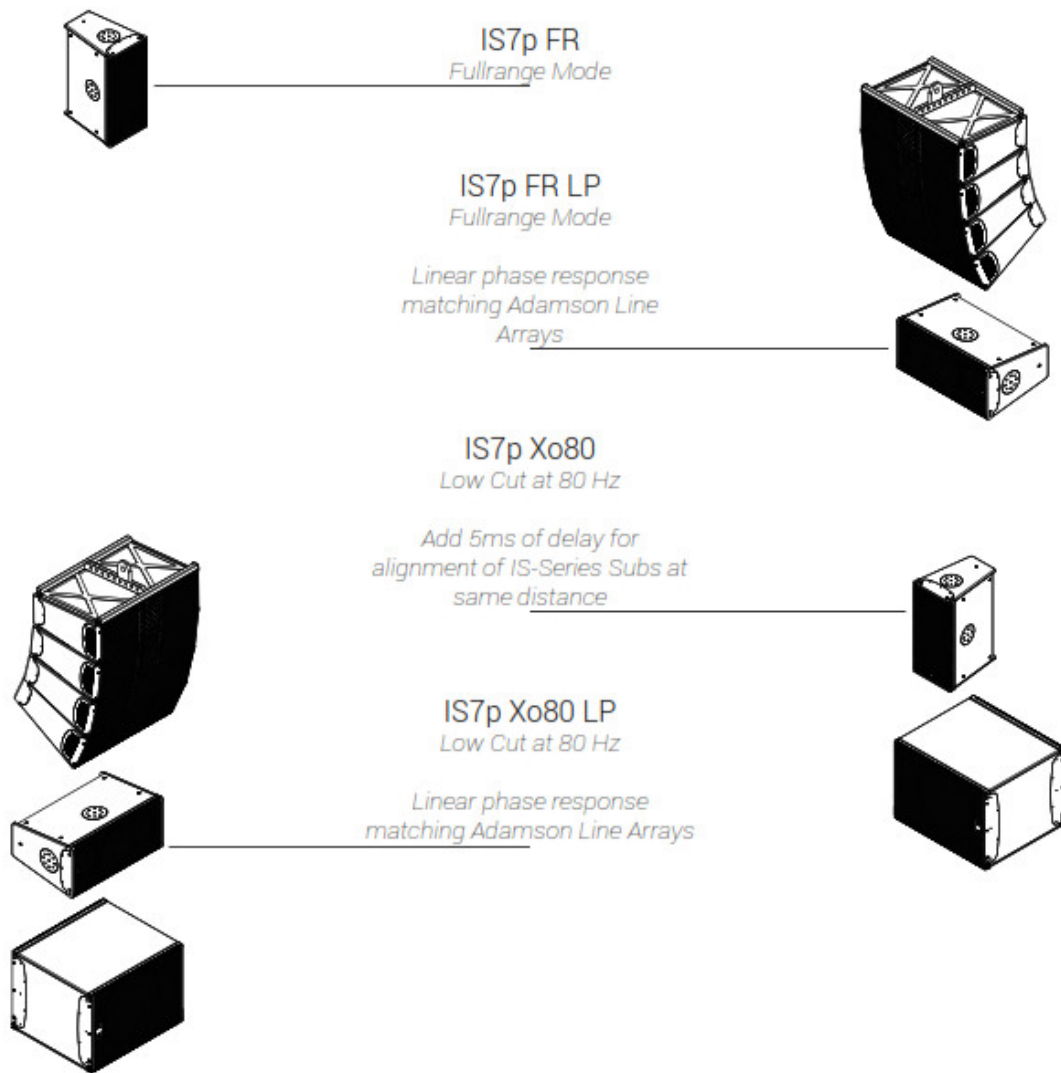 IS7p FR
Fullrange Mode
IS7p FR LP
Fullrange Mode
Linear phase response
matching Adamson Line
Arrays
IS7p Xo80
Low Cut at 80 Hz
Add 5ms of delay for
alignment of IS-Series Subs at
same distance
IS7p Xo80 LP
Low Cut at 80 Hz
Linear phase response
matching Adamson Line Arrays